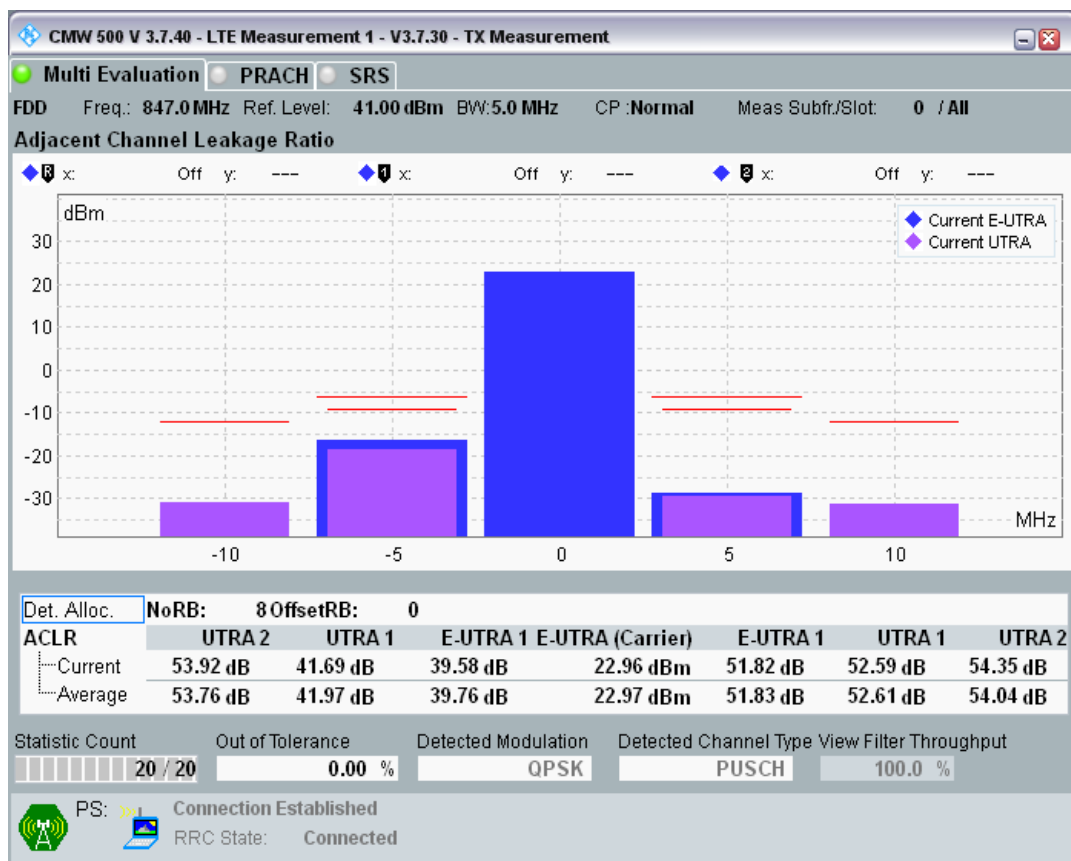 CMW 500 V 3.7.40 - LTE Measurement 1 - V3.7.30 - TX Measurement
Multi Evaluation PRACH SRS
FDD Freq.: 847.0 MHz Ref. Level: 41.00 dBm BW:5.0 MHz CP :Normal Meas Subfr./Slot: 0 / All
Adjacent Channel Leakage Ratio
R x: Off y: --- 1 x: Off y: --- 2 x: Off y: ---
dBm
Current E-UTRA
Current UTRA
30
20
10
0
-10
-20
-30
MHz
-10 -5 0 5 10
Det. Alloc. NoRB: 8 OffsetRB: 0
ACLR UTRA 2 UTRA 1 E-UTRA 1 E-UTRA (Carrier) E-UTRA 1 UTRA 1 UTRA 2
Current 53.92 dB 41.69 dB 39.58 dB 22.96 dBm 51.82 dB 52.59 dB 54.35 dB
Average 53.76 dB 41.97 dB 39.76 dB 22.97 dBm 51.83 dB 52.61 dB 54.04 dB
Statistic Count Out of Tolerance Detected Modulation Detected Channel Type View Filter Throughput
20 / 20 0.00 % QPSK PUSCH 100.0 %
PS: Connection Established
RRC State: Connected